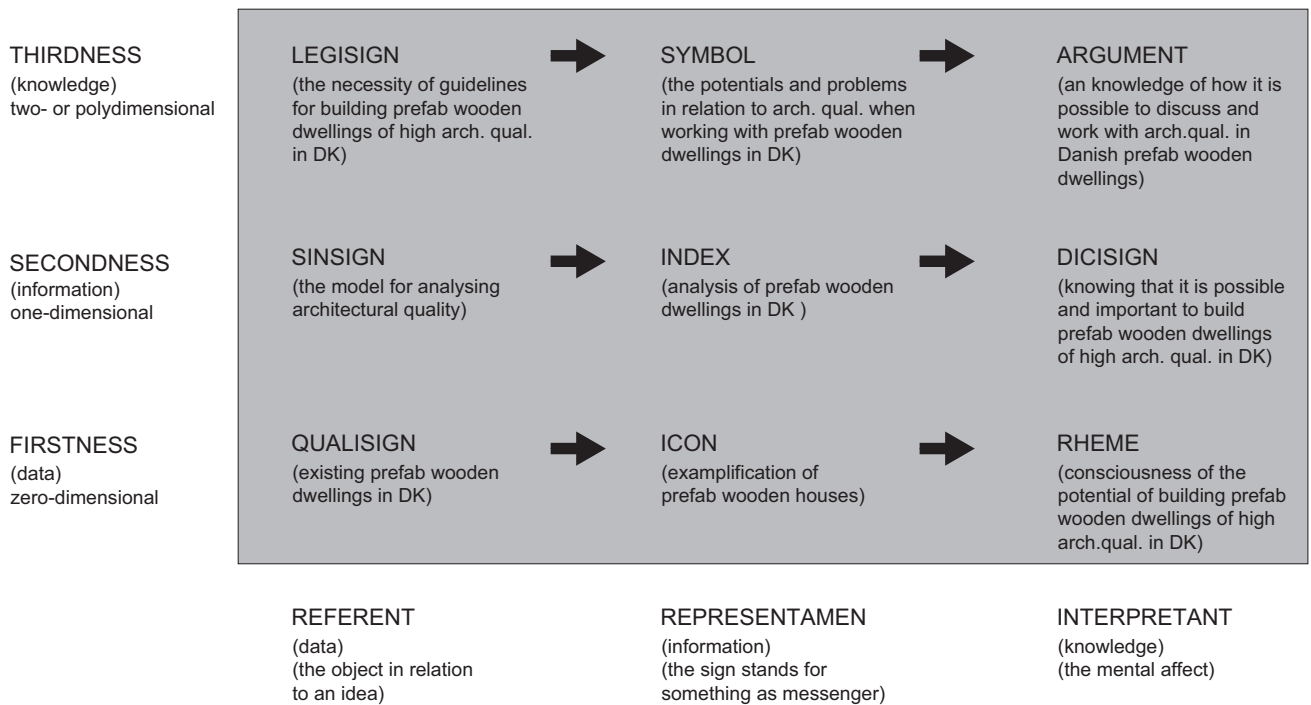 THIRDNESS
(knowledge)
two- or polydimensional
LEGISIGN
(the necessity of guidelines
for building prefab wooden
dwellings of high arch. qual.
in DK)
SYMBOL
(the potentials and problems
in relation to arch. qual. when
working with prefab wooden
dwellings in DK)
ARGUMENT
(an knowledge of how it is
possible to discuss and
work with arch.qual. in
Danish prefab wooden
dwellings)
SECONDNESS
(information)
one-dimensional
SINSIGN
(the model for analysing
architectural quality)
INDEX
(analysis of prefab wooden
dwellings in DK )
DICISIGN
(knowing that it is possible
and important to build
prefab wooden dwellings
of high arch. qual. in DK)
FIRSTNESS
(data)
zero-dimensional
QUALISIGN
(existing prefab wooden
dwellings in DK)
ICON
(examplification of
prefab wooden houses)
RHEME
(consciousness of the
potential of building prefab
wooden dwellings of high
arch.qual. in DK)
REFERENT
(data)
(the object in relation
to an idea)
REPRESENTAMEN
(information)
(the sign stands for
something as messenger)
INTERPRETANT
(knowledge)
(the mental affect)